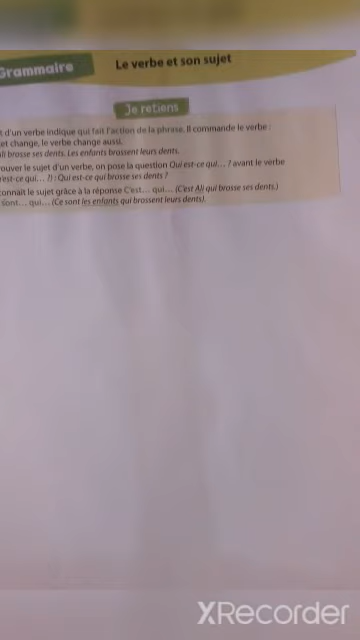 Grammaire
Le verbe et son sujet
Je retiens
t d'un verbe indique qui fait l'action de la phrase. Il commande le verbe :
et change, le verbe change aussi.
li brosse ses dents. Les enfants brossent leurs dents.
rouver le sujet d'un verbe, on pose la question Qui est-ce qui... ? avant le verbe
est-ce qui... ?) : Qui est-ce qui brosse ses dents ?
connaît le sujet grâce à la réponse C'est... qui... (C'est Ali qui brosse ses dents.)
sont... qui... (Ce sont les enfants qui brossent leurs dents).
XRecorder